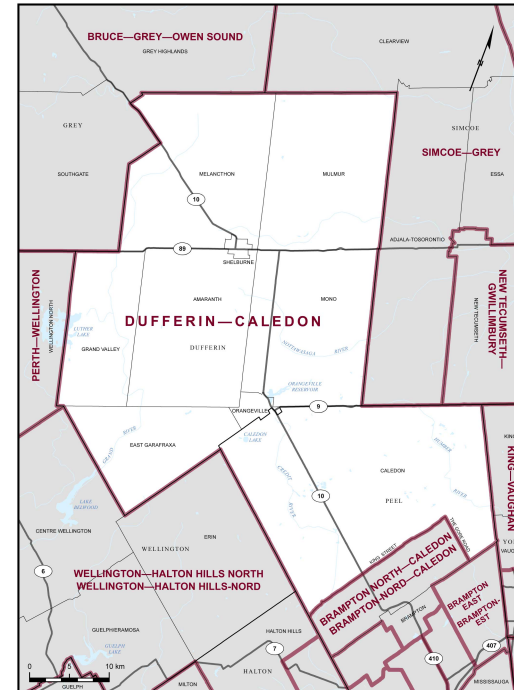 BRUCE—GREY—OWEN SOUND
GREY HIGHLANDS
CLEARVIEW
N
GREY
SIMCOE
SIMCOE—GREY
SOUTHGATE
MELANCTHON
MULMUR
ESSA
10
ADJALA-TOSORONTIO
89
SHELBURNE
PERTH—WELLINGTON
WELLINGTON NORTH
NEW TECUMSETH—
GWILLIMBURY
NEW TECUMSETH
AMARANTH
MONO
DUFFERIN—CALEDON
LUTHER
LAKE
GRAND VALLEY
DUFFERIN
NOTTAWASAGA RIVER
ORANGEVILLE
RESERVOIR
ORANGEVILLE
9
CALEDON
LAKE
EAST GARAFRAXA
GRAND RIVER
HUMBER RIVER
KING
KING—VAUGHAN
CREDIT RIVER
CALEDON
10
PEEL
LAKE
BELWOOD
CENTRE WELLINGTON
ERIN
WELLINGTON
KING STREET
THE GORE ROAD
YO
VAUG
6
WELLINGTON—HALTON HILLS NORTH
WELLINGTON—HALTON HILLS-NORD
BRAMPTON NORTH—CALEDON
BRAMPTON-NORD—CALEDON
BRAMPTON
BRAMPTON
EAST
BRAMPTON-
EST
GUELPH/ERAMOSA
HALTON HILLS
GUELPH
LAKE
7
407
410
0 5 10 km
HALTON
GUELPH
MILTON
MISSISSAUGA